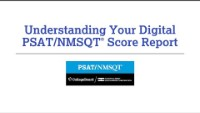 Understanding Your Digital
PSAT/NMSQT® Score Report
PSAT/NMSQT
CollegeBoard